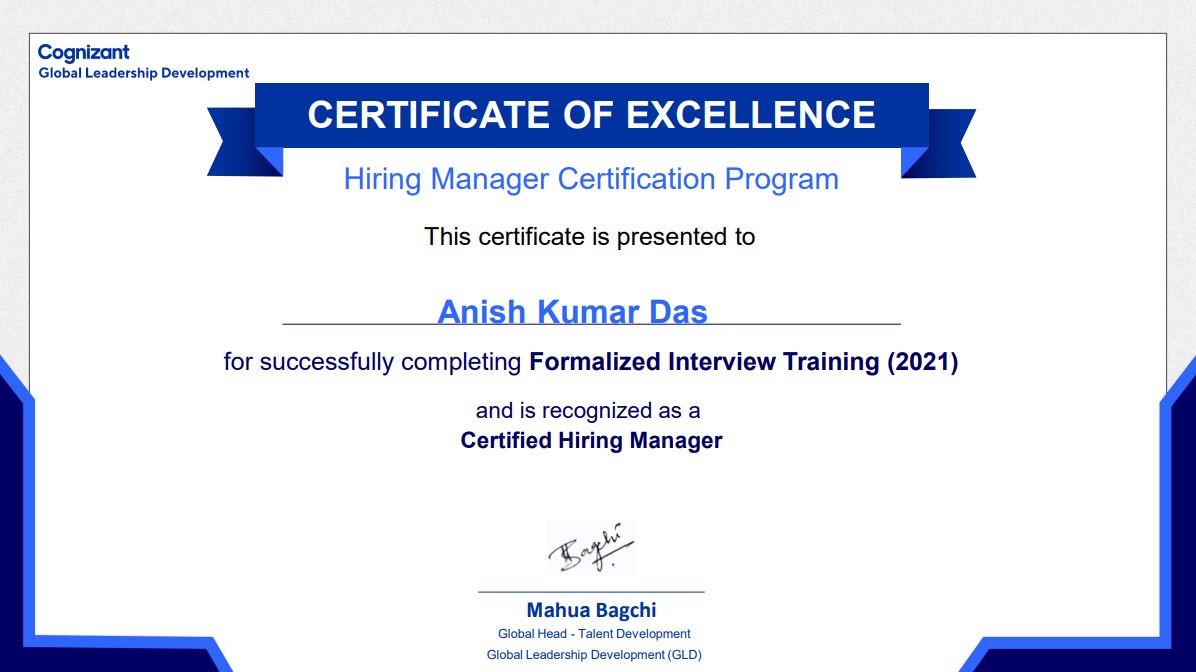 Cognizant
Global Leadership Development
CERTIFICATE OF EXCELLENCE
Hiring Manager Certification Program
This certificate is presented to
Anish Kumar Das
for successfully completing Formalized Interview Training (2021)
and is recognized as a
Certified Hiring Manager
Bagchi
Mahua Bagchi
Global Head - Talent Development
Global Leadership Development (GLD)